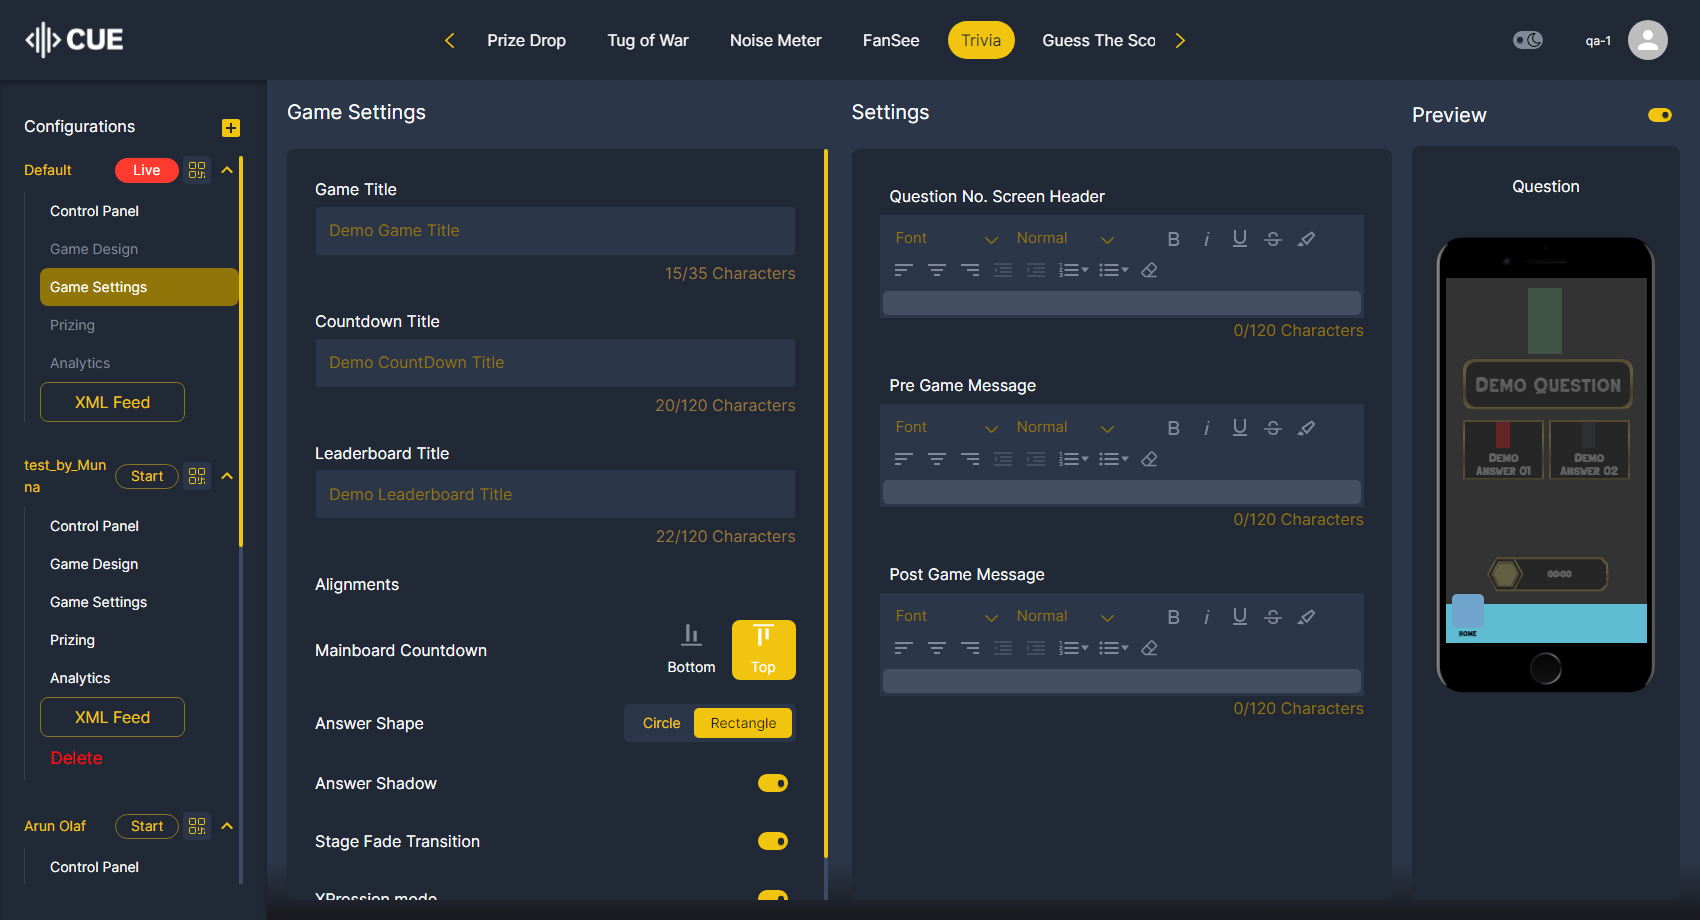 CUE
Prize Drop
Tug of War
Noise Meter
FanSee
Trivia
Guess The Sco
qa-1
Configurations
Default
Live
Control Panel
Game Design
Game Settings
Prizing
Analytics
XML Feed
test_by_Mun
na
Start
Control Panel
Game Design
Game Settings
Prizing
Analytics
XML Feed
Delete
Arun Olaf
Start
Control Panel
Game Settings
Game Title
Demo Game Title
15/35 Characters
Countdown Title
Demo CountDown Title
20/120 Characters
Leaderboard Title
Demo Leaderboard Title
22/120 Characters
Alignments
Mainboard Countdown
Bottom
Top
Answer Shape
Circle
Rectangle
Answer Shadow
Stage Fade Transition
XPression mode
Settings
Question No. Screen Header
Font
Normal
0/120 Characters
Pre Game Message
Font
Normal
0/120 Characters
Post Game Message
Font
Normal
0/120 Characters
Preview
Question
DEMO QUESTION
DEMO
ANSWER 01
DEMO
ANSWER 02
00:00
HOME